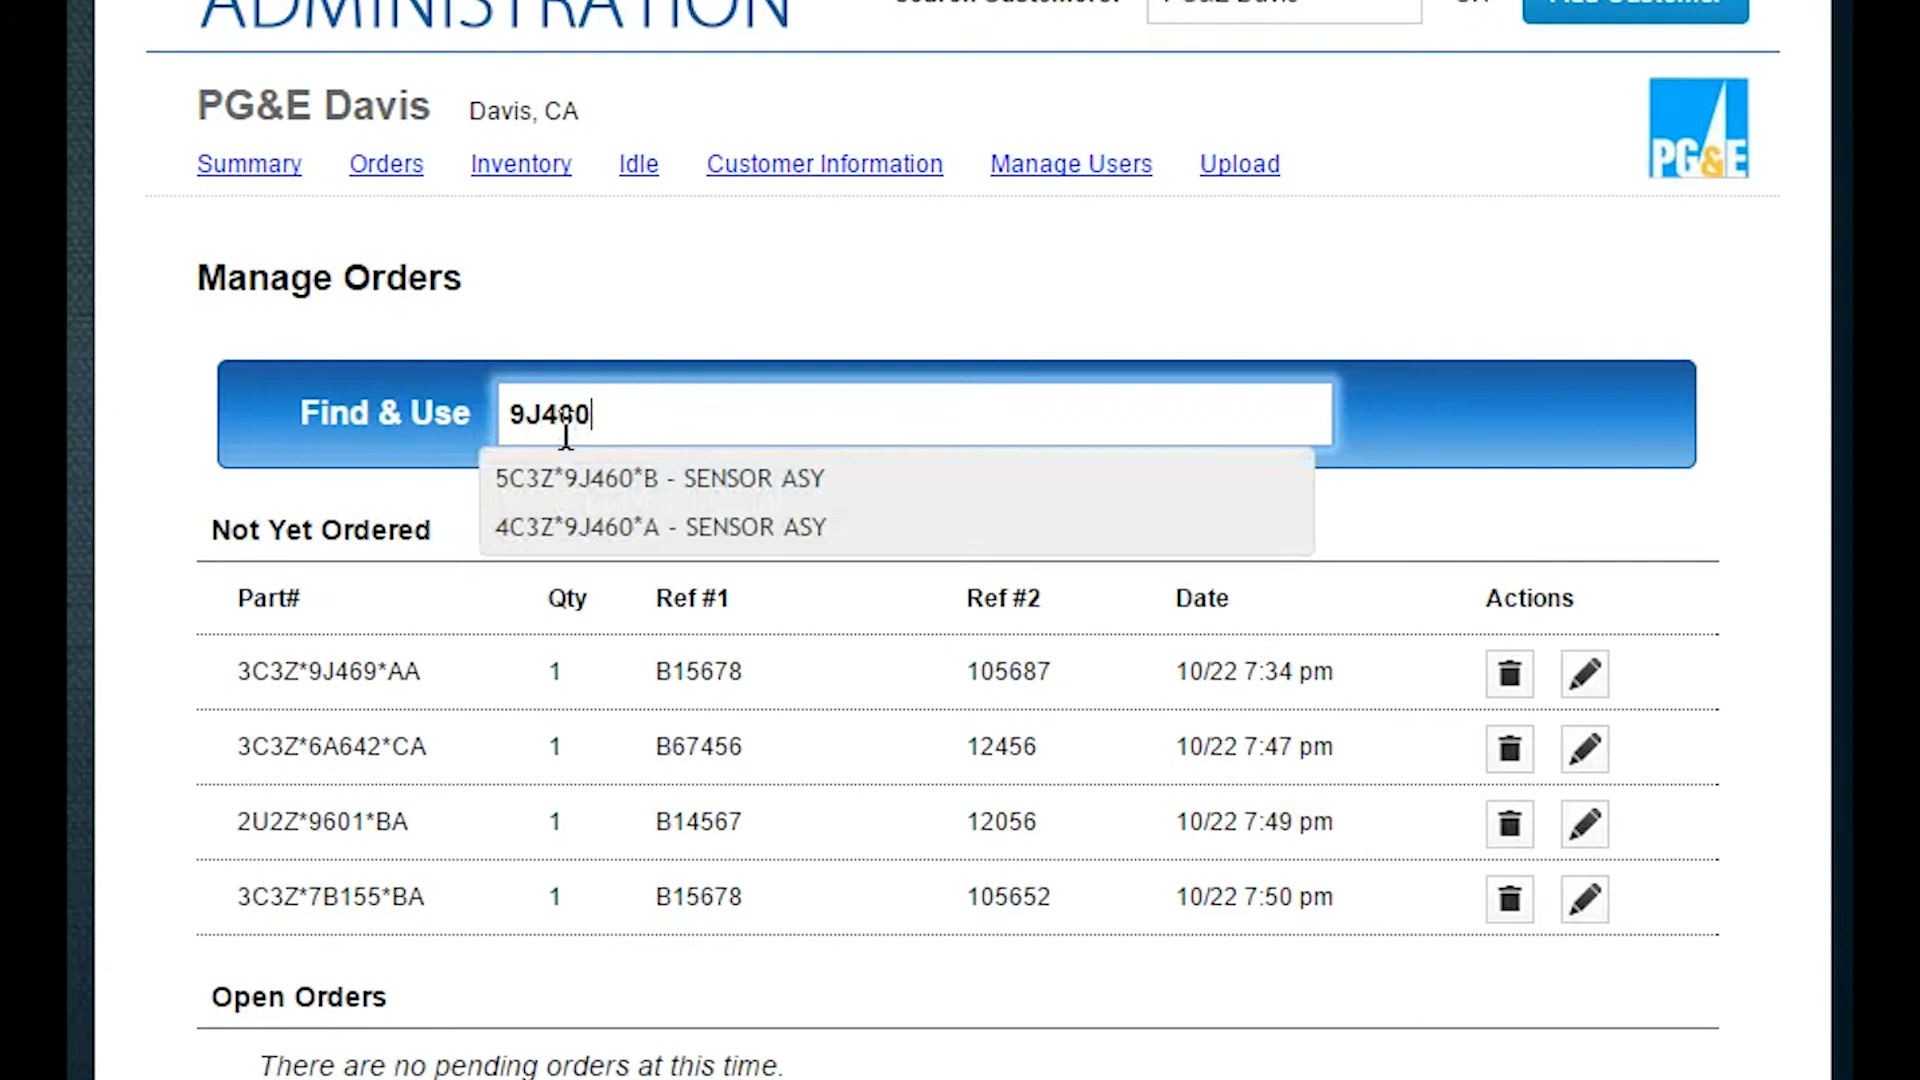 ADMINISTRATION
PG&E Davis Davis, CA
PG&E
Summary Orders Inventory Idle Customer Information Manage Users Upload
Manage Orders
Find & Use 9J460
5C3Z*9J460*B - SENSOR ASY
4C3Z*9J460*A - SENSOR ASY
Not Yet Ordered
Part# Qty Ref #1 Ref #2 Date Actions
3C3Z*9J469*AA 1 B15678 105687 10/22 7:34 pm
3C3Z*6A642*CA 1 B67456 12456 10/22 7:47 pm
2U2Z*9601*BA 1 B14567 12056 10/22 7:49 pm
3C3Z*7B155*BA 1 B15678 105652 10/22 7:50 pm
Open Orders
There are no pending orders at this time.